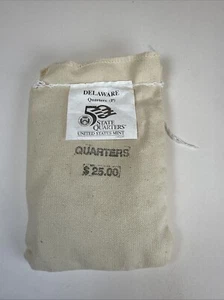 DELAWARE
Quarters (P)
50
STATE
QUARTERS
UNITED STATES MINT
QUARTERS
$ 25.00